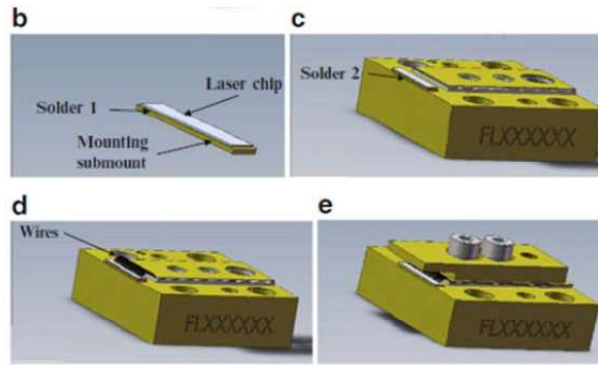 b
Laser chip
Solder 1
Mounting
submount
c
Solder 2
FLXXXXXX
d
Wires
FLXXXXXX
e
FLXXXXXX